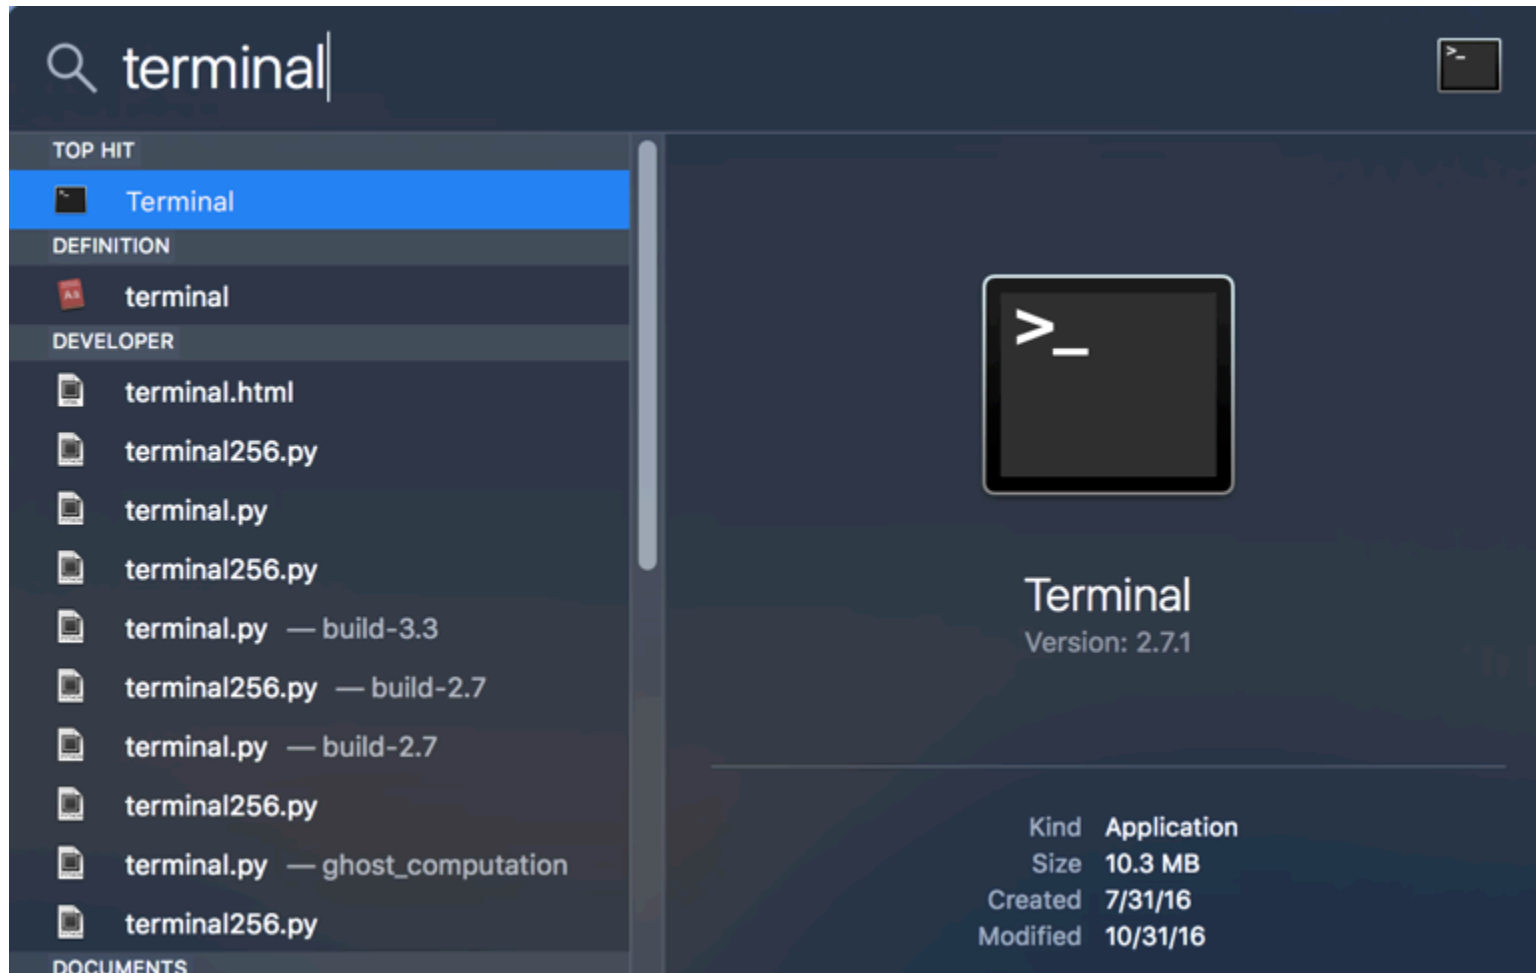 terminal
TOP HIT
Terminal
DEFINITION
terminal
DEVELOPER
terminal.html
terminal256.py
terminal.py
terminal256.py
terminal.py — build-3.3
terminal256.py — build-2.7
terminal.py — build-2.7
terminal256.py
terminal.py — ghost_computation
terminal256.py
DOCUMENTS
>_
Terminal
Version: 2.7.1
Kind Application
Size 10.3 MB
Created 7/31/16
Modified 10/31/16